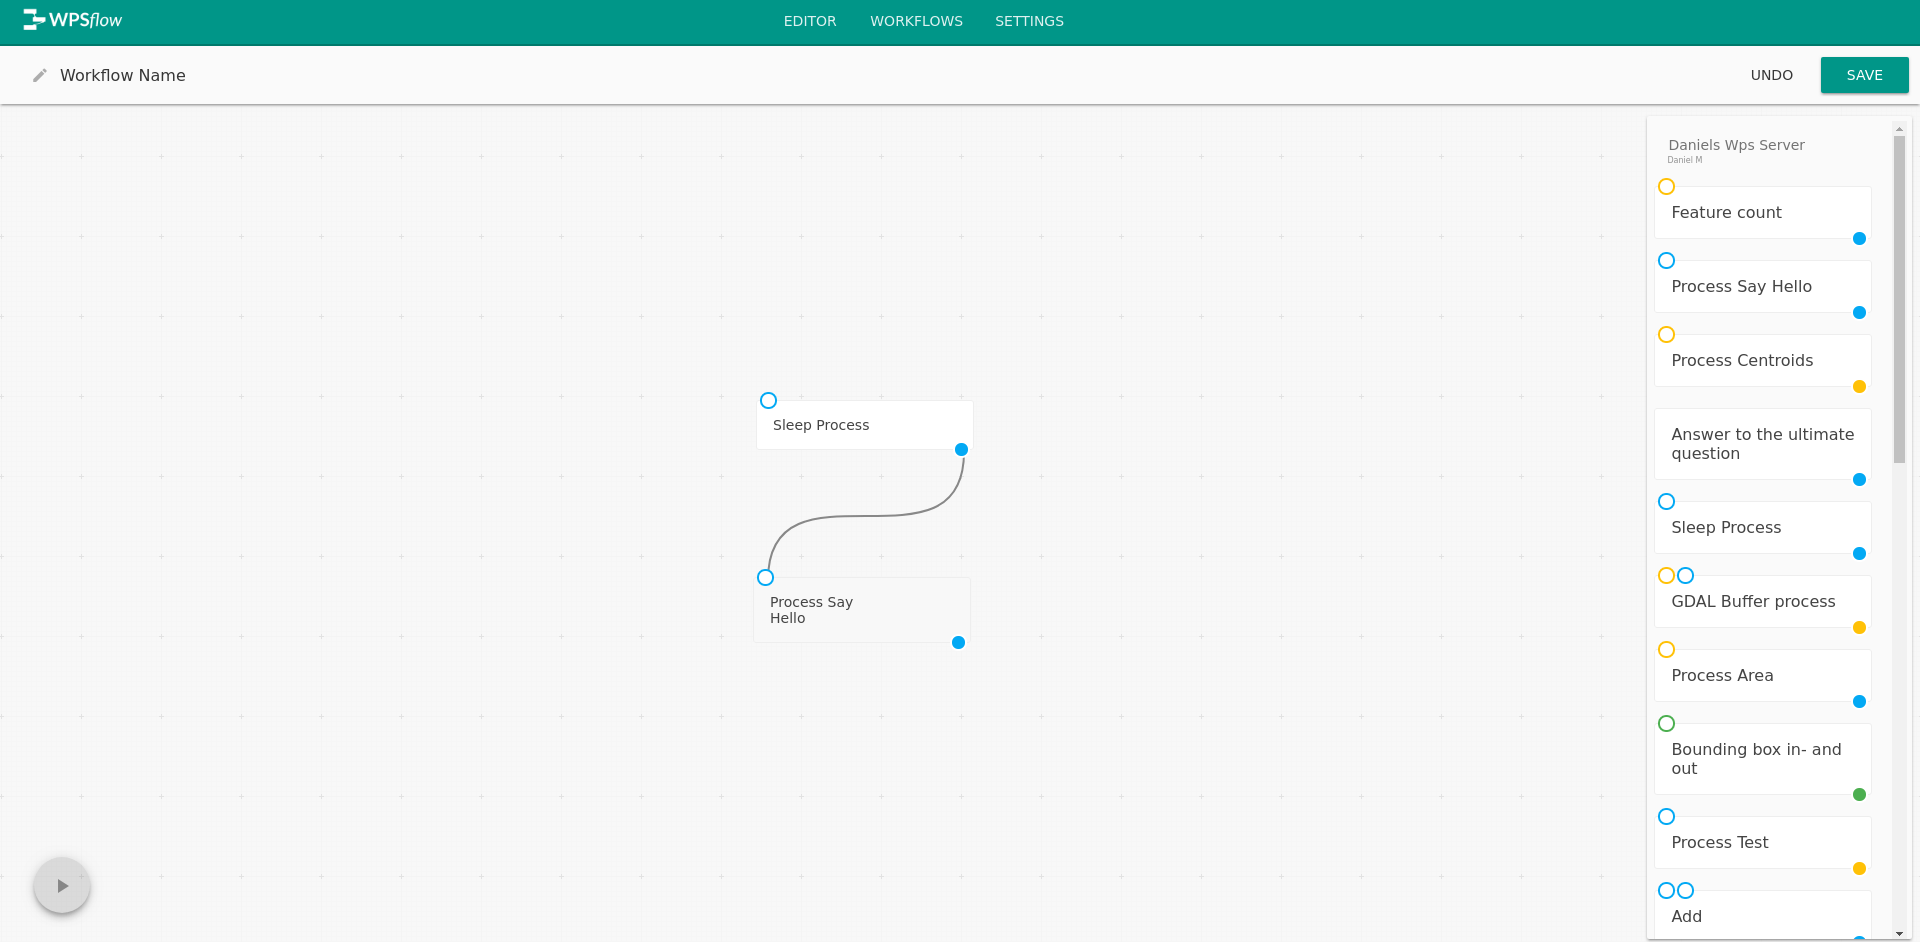 WPSflow
EDITOR
WORKFLOWS
SETTINGS
Workflow Name
UNDO
SAVE
Sleep Process
Process Say
Hello
Daniels Wps Server
Daniel M
Feature count
Process Say Hello
Process Centroids
Answer to the ultimate
question
Sleep Process
GDAL Buffer process
Process Area
Bounding box in- and
out
Process Test
Add